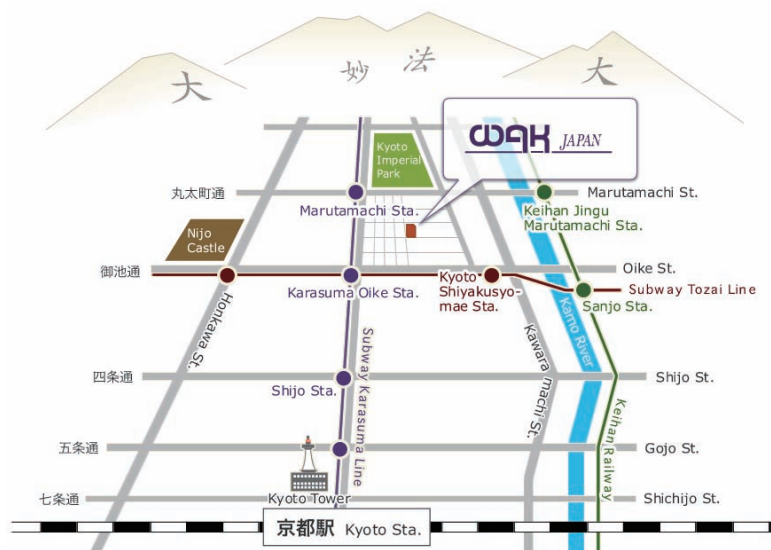 大
妙
法
大
WAK JAPAN
Kyoto
Imperial
Park
丸太町通
Marutamachi St.
Marutamachi Sta.
Keihan Jingu
Marutamachi Sta.
Nijo
Castle
御池通
Oike St.
Karasuma Oike Sta.
Kyoto
Shiyakusyo-
mae Sta.
Subway Tozai Line
Sanjo Sta.
Honkawa St.
Subway Karasuma Line
Kawara machi St.
Kamo River
Keihan Railway
四条通
Shijo Sta.
Shijo St.
五条通
Gojo St.
Kyoto Tower
七条通
Shichijo St.
京都駅 Kyoto Sta.